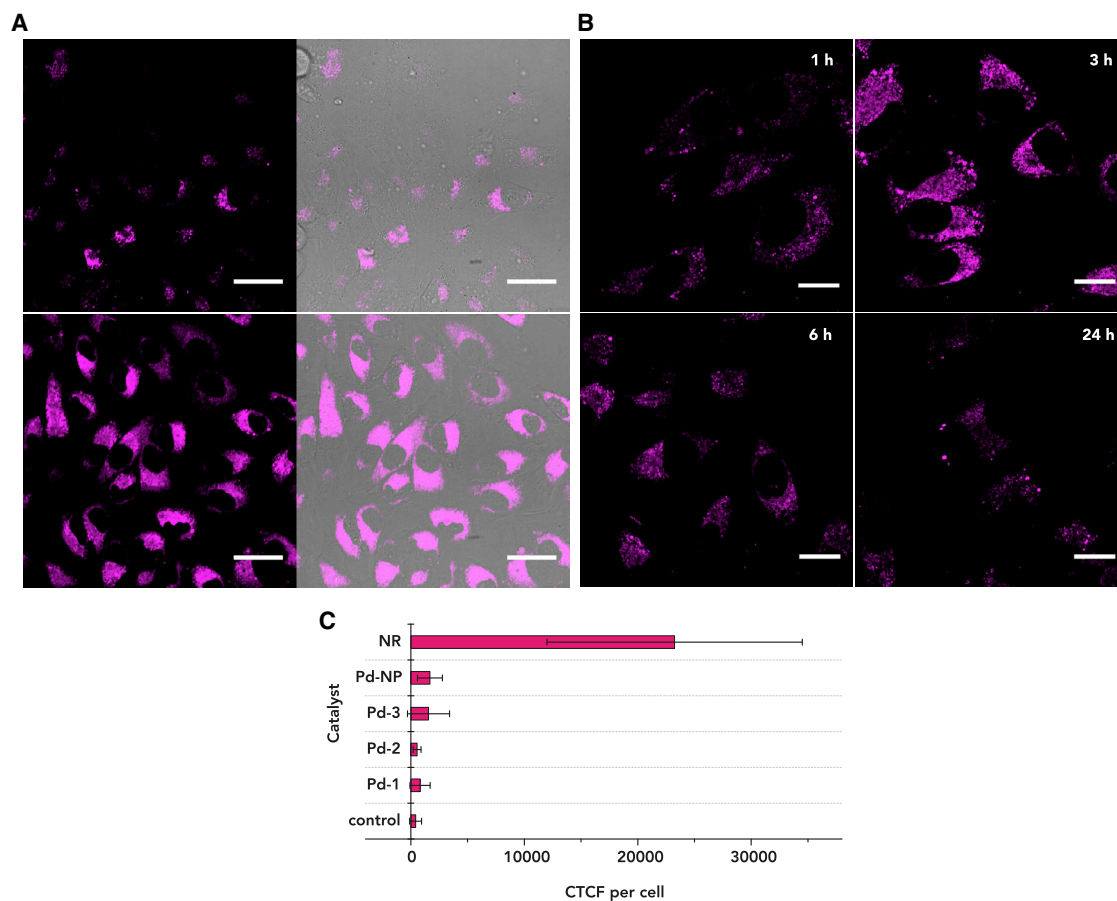 A
B
1 h
3 h
6 h
24 h
C
Catalyst
NR
Pd-NP
Pd-3
Pd-2
Pd-1
control
0 10000 20000 30000
CTCF per cell